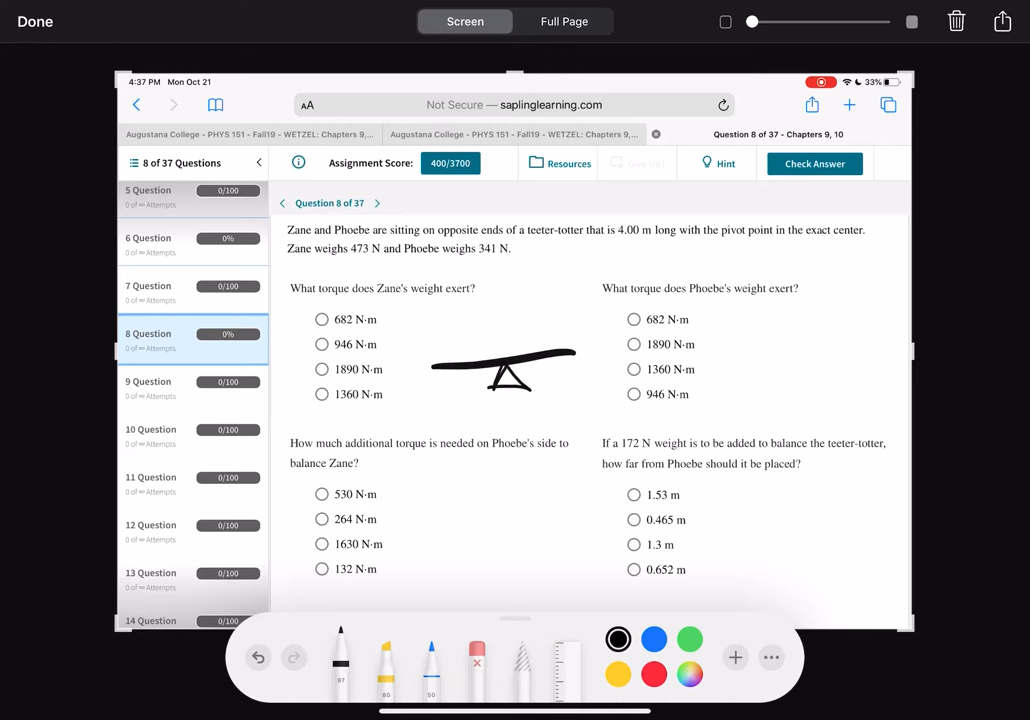 Done
Screen Full Page
4:37 PM Mon Oct 21
33%
AA Not Secure — saplinglearning.com
Augustana College - PHYS 151 - Fall19 - WETZEL: Chapters 9,... Augustana College - PHYS 151 - Fall19 - WETZEL: Chapters 9,... Question 8 of 37 - Chapters 9, 10
8 of 37 Questions
Assignment Score: 400/3700 Resources Give Up? Hint Check Answer
5 Question 0/100
0 of ∞ Attempts
6 Question 0%
0 of ∞ Attempts
7 Question 0/100
0 of ∞ Attempts
8 Question 0%
0 of ∞ Attempts
9 Question 0/100
0 of ∞ Attempts
10 Question 0/100
0 of ∞ Attempts
11 Question 0/100
0 of ∞ Attempts
12 Question 0/100
0 of ∞ Attempts
13 Question 0/100
0 of ∞ Attempts
14 Question 0/100
Question 8 of 37
Zane and Phoebe are sitting on opposite ends of a teeter-totter that is 4.00 m long with the pivot point in the exact center.
Zane weighs 473 N and Phoebe weighs 341 N.
What torque does Zane's weight exert?
682 N·m
946 N·m
1890 N·m
1360 N·m
What torque does Phoebe's weight exert?
682 N·m
1890 N·m
1360 N·m
946 N·m
How much additional torque is needed on Phoebe's side to
balance Zane?
530 N·m
264 N·m
1630 N·m
132 N·m
If a 172 N weight is to be added to balance the teeter-totter,
how far from Phoebe should it be placed?
1.53 m
0.465 m
1.3 m
0.652 m
97
80
50